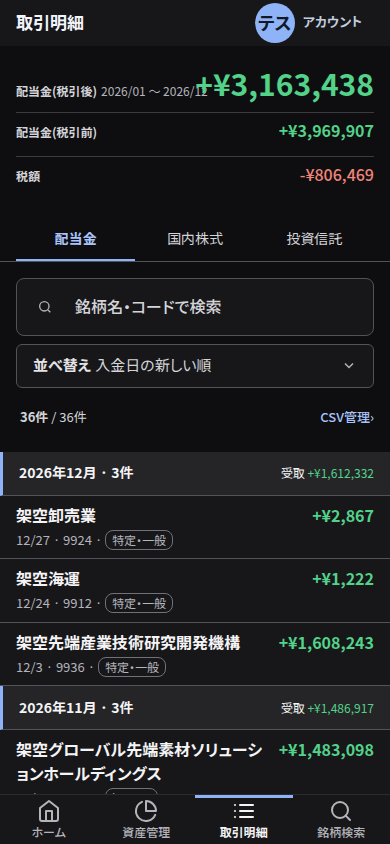 取引明細
テス アカウント
配当金(税引後) 2026/01 〜 2026/12 +¥3,163,438
配当金(税引前) +¥3,969,907
税額 -¥806,469
配当金 国内株式 投資信託
銘柄名・コードで検索
並べ替え 入金日の新しい順
36件 / 36件 CSV管理›
2026年12月・3件 受取 +¥1,612,332
架空卸売業 +¥2,867
12/27・9924・特定・一般
架空海運 +¥1,222
12/24・9912・特定・一般
架空先端産業技術研究開発機構 +¥1,608,243
12/3・9936・特定・一般
2026年11月・3件 受取 +¥1,486,917
架空グローバル先端素材ソリューシ +¥1,483,098
ョンホールディングス
ホーム 資産管理 取引明細 銘柄検索